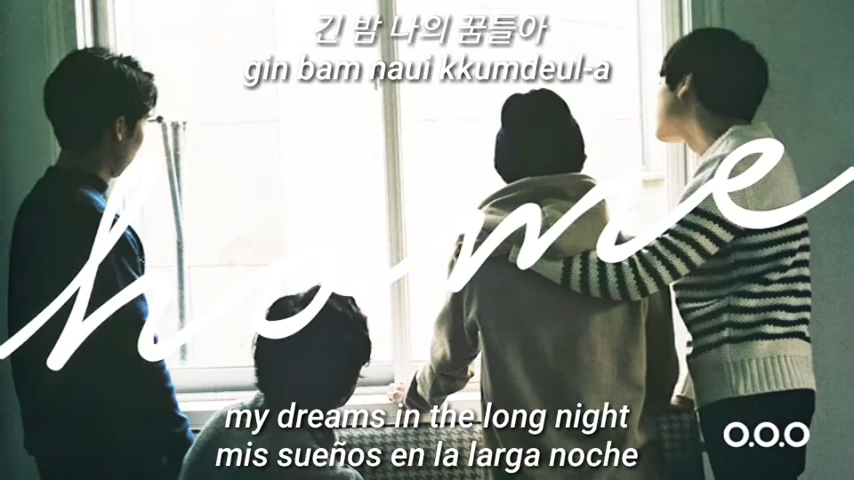 긴 밤 나의 꿈들아
gin bam naui kkumdeul-a
home
my dreams in the long night
mis sueños en la larga noche
O.O.O